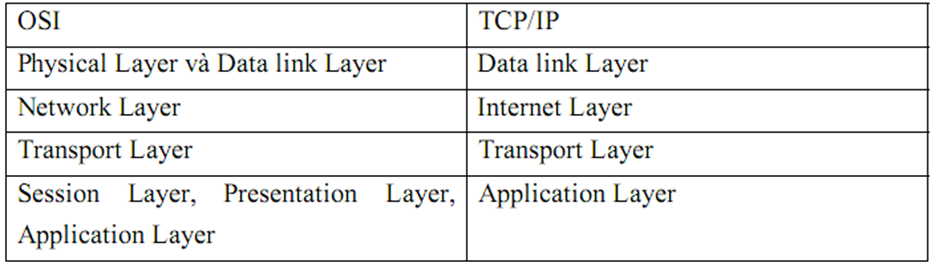 OSI TCP/IP
Physical Layer và Data link Layer Data link Layer
Network Layer Internet Layer
Transport Layer Transport Layer
Session Layer, Presentation Layer, Application Layer
Application Layer